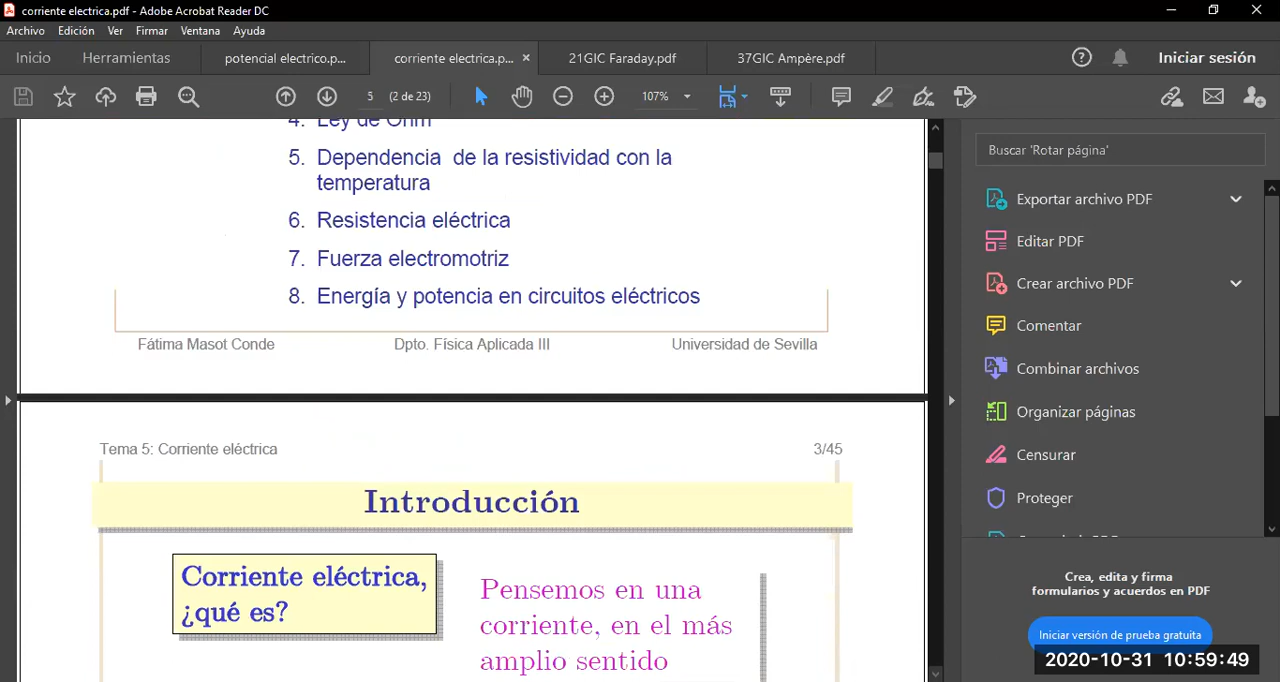 corriente electrica.pdf - Adobe Acrobat Reader DC
Archivo Edición Ver Firmar Ventana Ayuda
Inicio Herramientas potencial electrico.p... corriente electrica.p... × 21GIC Faraday.pdf 37GIC Ampère.pdf Iniciar sesión
5 (2 de 23) 107%
4. Ley de Ohm
5. Dependencia de la resistividad con la
temperatura
6. Resistencia eléctrica
7. Fuerza electromotriz
8. Energía y potencia en circuitos eléctricos
Fátima Masot Conde Dpto. Física Aplicada III Universidad de Sevilla
Tema 5: Corriente eléctrica 3/45
Introducción
Corriente eléctrica,
¿qué es?
Pensemos en una
corriente, en el más
amplio sentido
Buscar 'Rotar página'
Exportar archivo PDF
Editar PDF
Crear archivo PDF
Comentar
Combinar archivos
Organizar páginas
Censurar
Proteger
Crea, edita y firma
formularios y acuerdos en PDF
Iniciar versión de prueba gratuita
2020-10-31 10:59:49